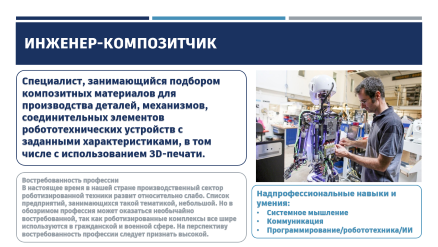 ИНЖЕНЕР-КОМПОЗИТЧИК
Специалист, занимающийся подбором
композитных материалов для
производства деталей, механизмов,
соединительных элементов
робототехнических устройств с
заданными характеристиками, в том
числе с использованием 3D-печати.
Востребованность профессии
В настоящее время в нашей стране производственный сектор
роботизированной техники развит относительно слабо. Список
предприятий, занимающихся такой тематикой, небольшой. Но в
обозримом профессия может оказаться необычайно
востребованной, так как роботизированные комплексы все шире
используются в гражданской и военной сфере. На перспективу
востребованность профессии следует признать высокой.
Надпрофессиональные навыки и
умения:
• Системное мышление
• Коммуникация
• Программирование/робототехника/ИИ